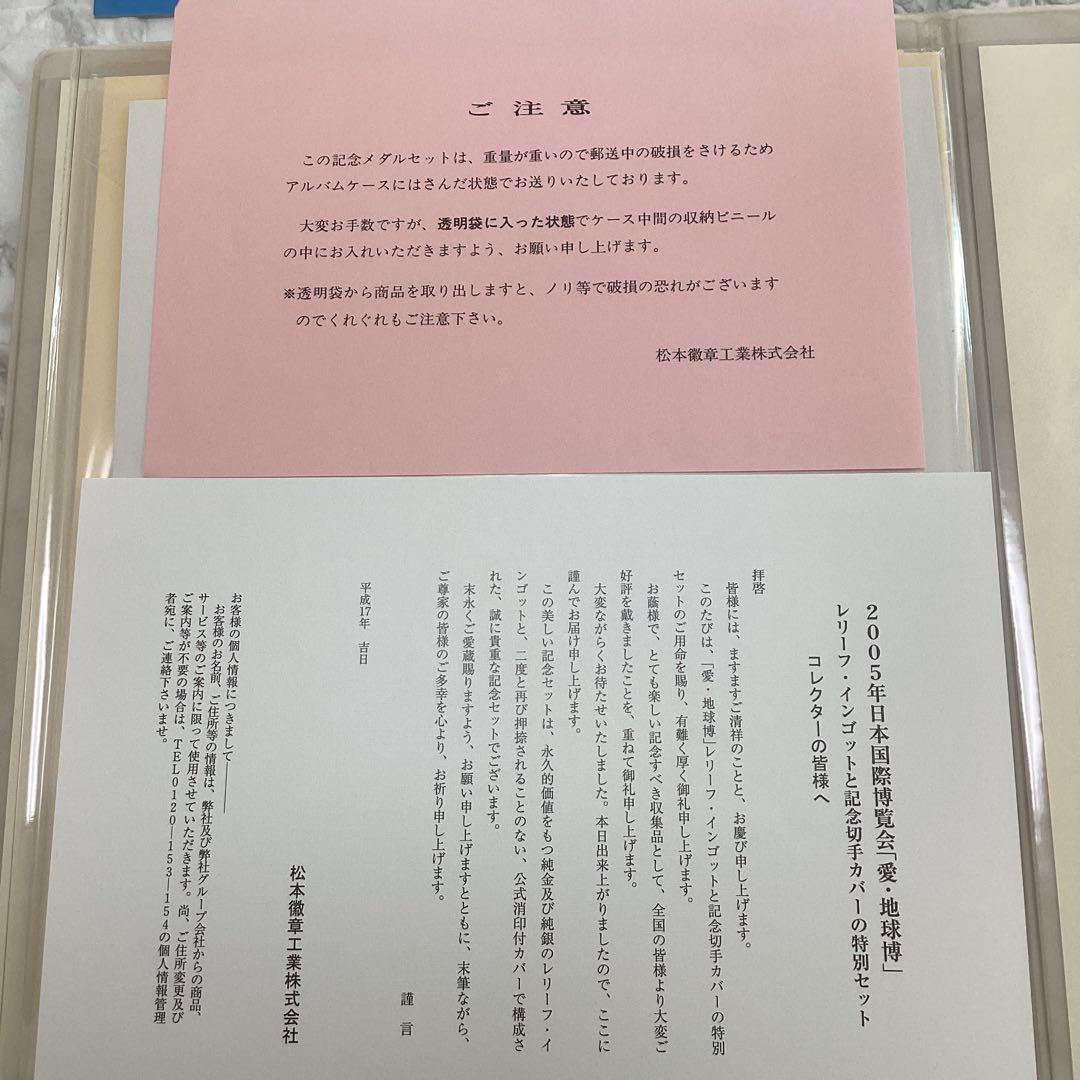 ご注意
この記念メダルセットは、重量が重いので郵送中の破損をさけるため
アルバムケースにはさんだ状態でお送りいたしております。
大変お手数ですが、透明袋に入った状態でケース中間の収納ビニール
の中にお入れいただきますよう、お願い申し上げます。
※透明袋から商品を取り出しますと、ノリ等で破損の恐れがございます
のでくれぐれもご注意下さい。
松本徽章工業株式会社
2005年日本国際博覧会「愛・地球博」
レリーフ・インゴットと記念切手カバーの特別セット
コレクターの皆様へ
拝啓
皆様には、ますますご清祥のことと、お慶び申し上げます。
このたびは、「愛・地球博」レリーフ・インゴットと記念切手カバーの特別
セットのご用命を賜り、有難く厚く御礼申し上げます。
お蔭様で、とても楽しい記念すべき収集品として、全国の皆様より大変ご
好評を戴きましたことを、重ねて御礼申し上げます。
大変ながらくお待たせいたしました。本日出来上がりましたので、ここに
謹んでお届け申し上げます。
この美しい記念セットは、永久的価値をもつ純金及び純銀のレリーフ・イ
ンゴットと、二度と再び押捺されることのない、公式消印付カバーで構成さ
れた、誠に貴重な記念セットでございます。
末永くご愛蔵賜りますよう、お願い申し上げますとともに、末筆ながら、
ご尊家の皆様のご多幸を心より、お祈り申し上げます。
謹言
平成17年 吉日
松本徽章工業株式会社
お客様の個人情報につきまして――――
お客様のお名前、ご住所等の情報は、弊社及び弊社グループ会社からの商品、
サービス等のご案内に限って使用させていただきます。尚、ご住所変更及び
ご案内等が不要の場合は、TEL0120―153―154の個人情報管理
者宛に、ご連絡下さいませ。